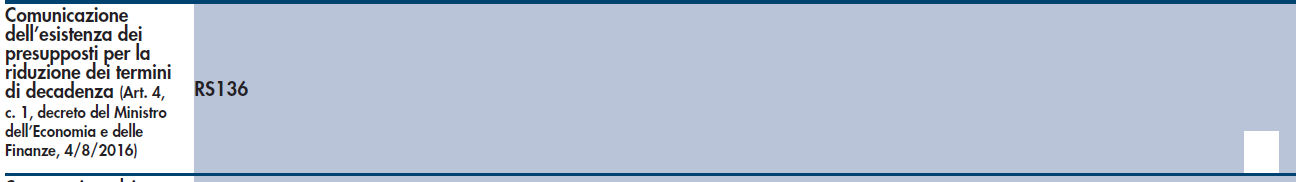 Comunicazione
dell’esistenza dei
presupposti per la
riduzione dei termini
di decadenza (Art. 4,
c. 1, decreto del Ministro
dell’Economia e delle
Finanze, 4/8/2016)
RS136